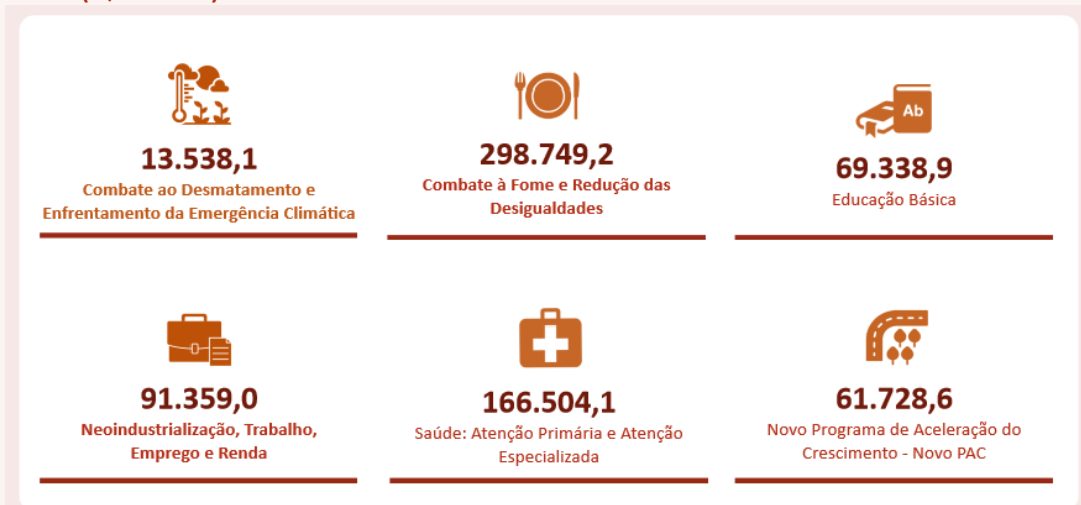 13.538,1
Combate ao Desmatamento e
Enfrentamento da Emergência Climática
298.749,2
Combate à Fome e Redução das
Desigualdades
Ab
69.338,9
Educação Básica
91.359,0
Neoindustrialização, Trabalho,
Emprego e Renda
166.504,1
Saúde: Atenção Primária e Atenção
Especializada
61.728,6
Novo Programa de Aceleração do
Crescimento - Novo PAC